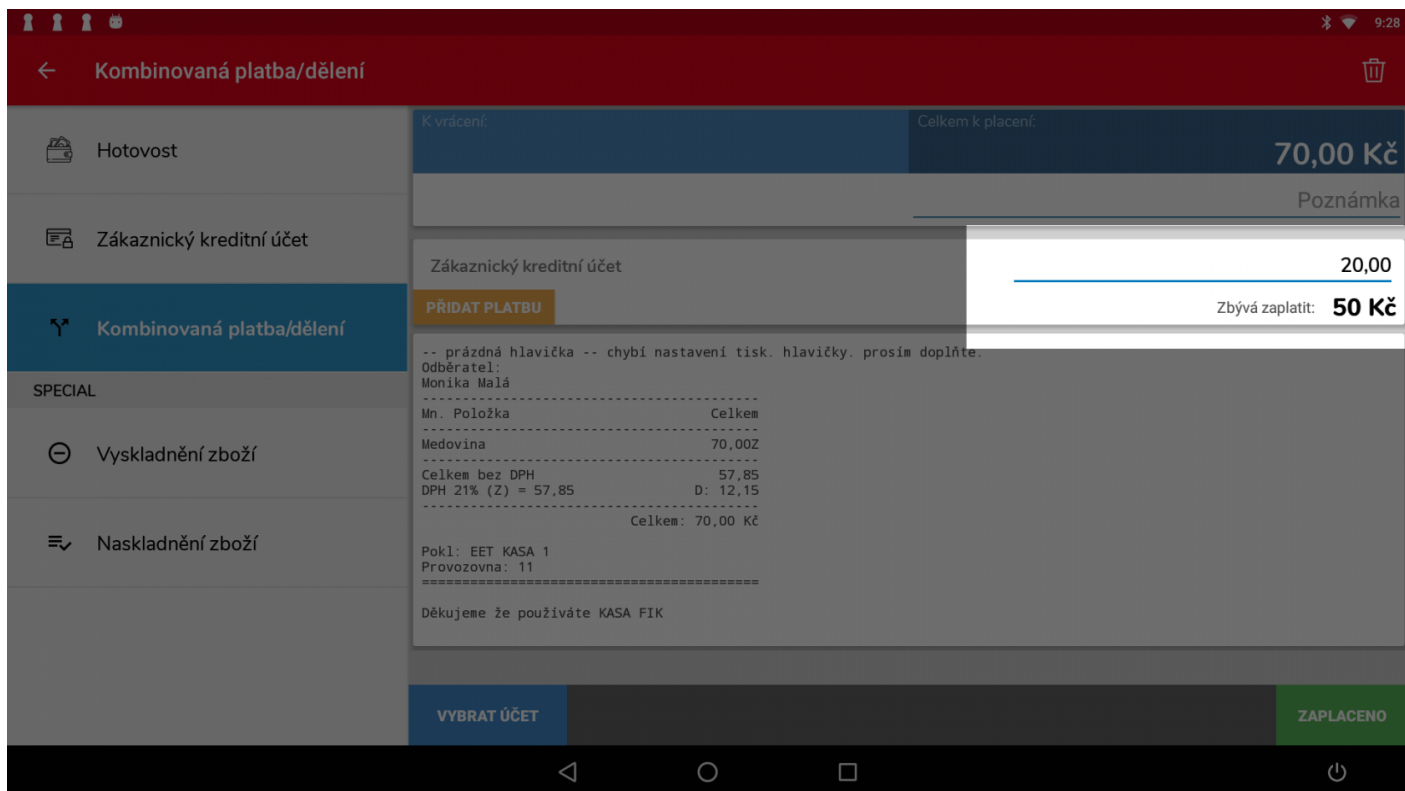 9:28
Kombinovaná platba/dělení
Hotovost
Zákaznický kreditní účet
Kombinovaná platba/dělení
SPECIAL
Vyskladnění zboží
Naskladnění zboží
K vrácení:
Celkem k placení:
70,00 Kč
Poznámka
Zákaznický kreditní účet
20,00
PŘIDAT PLATBU
Zbývá zaplatit: 50 Kč
-- prázdná hlavička -- chybí nastavení tisk. hlavičky. prosím doplňte.
Odběratel:
Monika Malá
------------------------------------------
Mn. Položka Celkem
------------------------------------------
Medovina 70,00Z
------------------------------------------
Celkem bez DPH 57,85
DPH 21% (Z) = 57,85 D: 12,15
------------------------------------------
Celkem: 70,00 Kč
Pokl: EET KASA 1
Provozovna: 11
==========================================
Děkujeme že používáte KASA FIK
VYBRAT ÚČET
ZAPLACENO